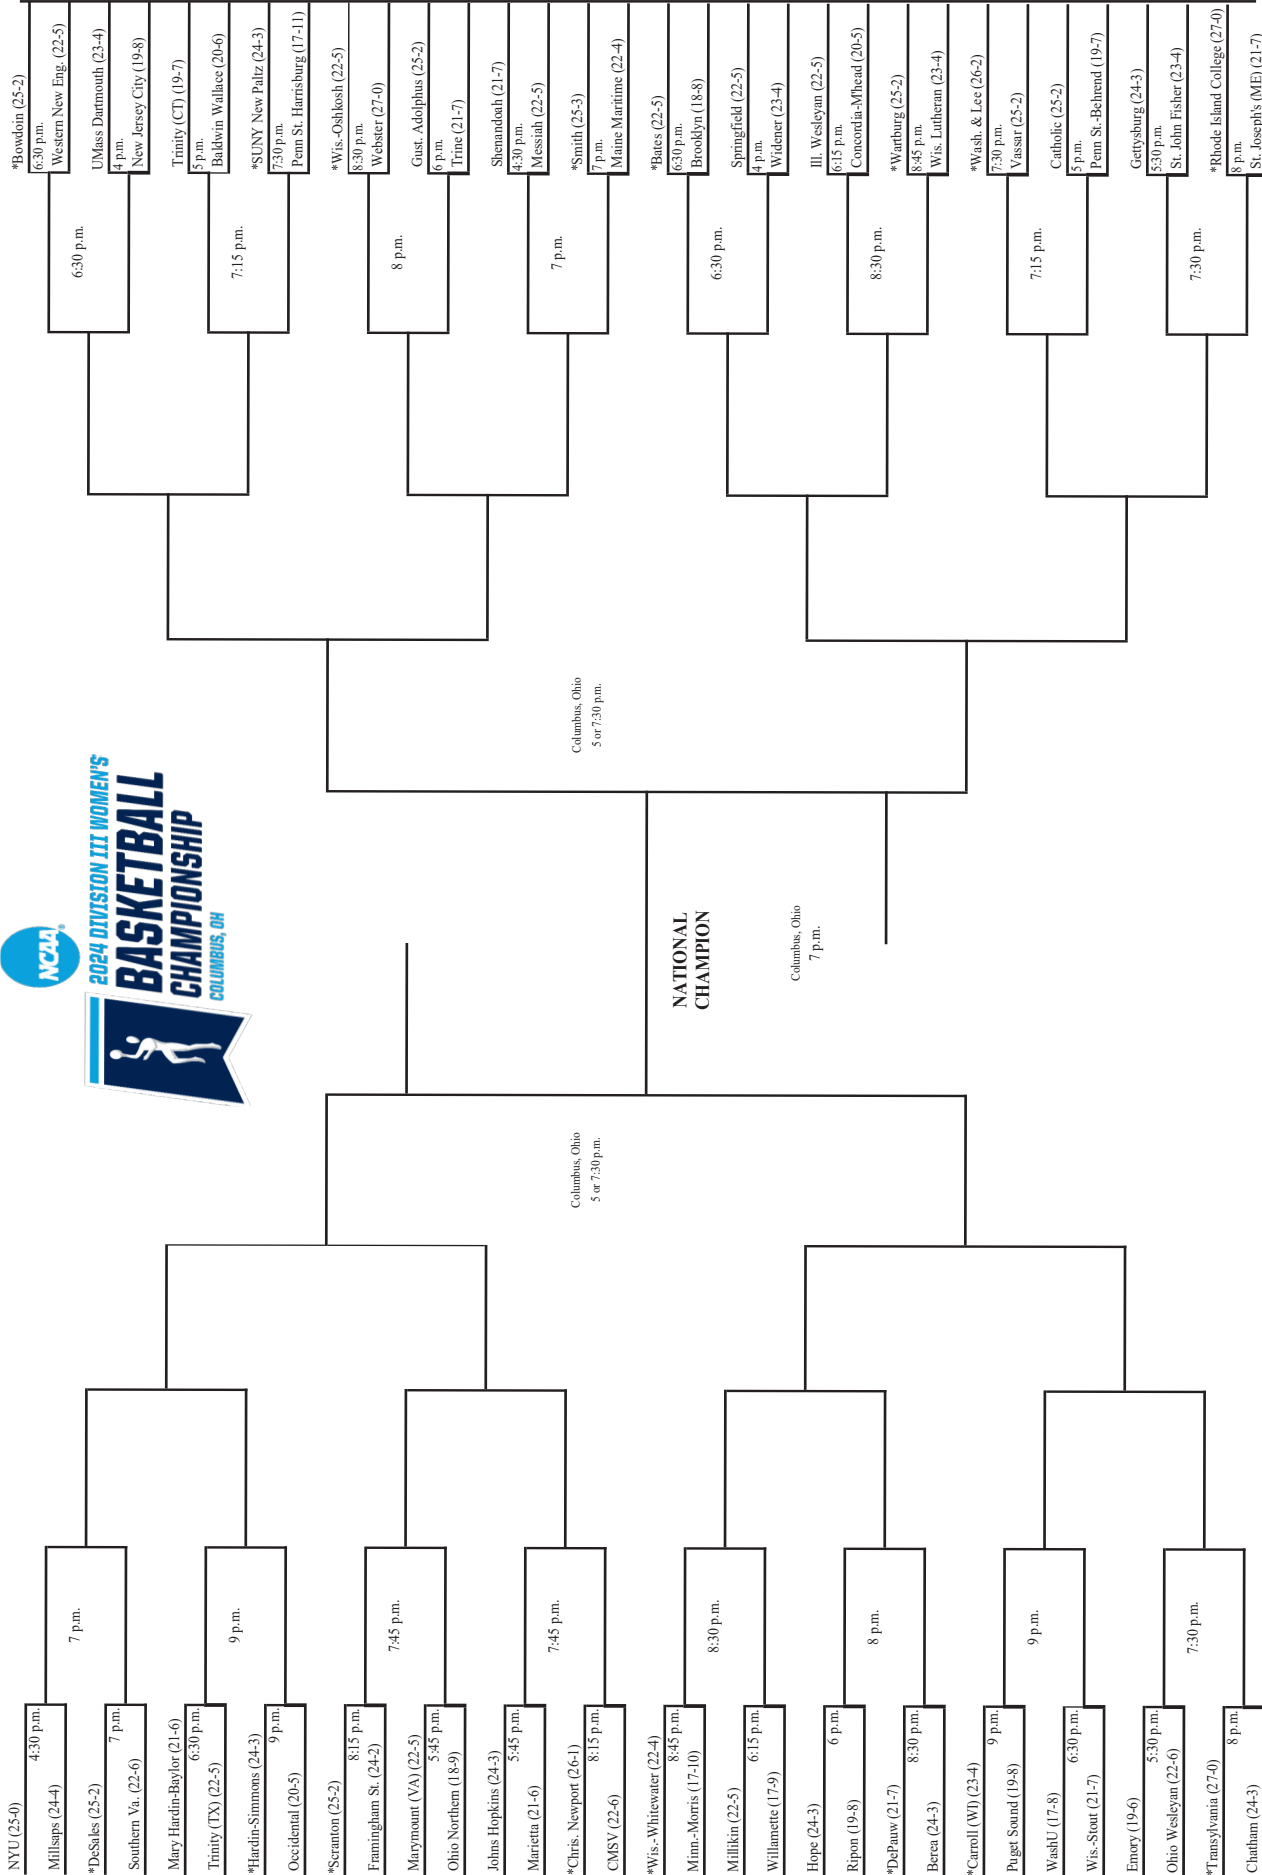 NYU (25-0)
4:30 p.m.
Millsaps (24-4)
7 p.m.
*DeSales (25-2)
7 p.m.
Southern Va. (22-6)
Mary Hardin-Baylor (21-6)
6:30 p.m.
Trinity (TX) (22-5)
9 p.m.
*Hardin-Simmons (24-3)
9 p.m.
Occidental (20-5)
*Scranton (25-2)
8:15 p.m.
Framingham St. (24-2)
7:45 p.m.
Marymount (VA) (22-5)
5:45 p.m.
Ohio Northern (18-9)
Johns Hopkins (24-3)
5:45 p.m.
Marietta (21-6)
7:45 p.m.
*Chris. Newport (26-1)
8:15 p.m.
CMSV (22-6)
*Wis.-Whitewater (22-4)
8:45 p.m.
Minn.-Morris (17-10)
8:30 p.m.
Millikin (22-5)
6:15 p.m.
Willamette (17-9)
Hope (24-3)
6 p.m.
Ripon (19-8)
8 p.m.
*DePauw (21-7)
8:30 p.m.
Berea (24-3)
*Carroll (WI) (23-4)
9 p.m.
Puget Sound (19-8)
9 p.m.
WashU (17-8)
6:30 p.m.
Wis.-Stout (21-7)
Emory (19-6)
5:30 p.m.
Ohio Wesleyan (22-6)
7:30 p.m.
*Transylvania (27-0)
8 p.m.
Chatham (24-3)
Columbus, Ohio
5 or 7:30 p.m.
NCAA
2024 DIVISION III WOMEN'S
BASKETBALL
CHAMPIONSHIP
COLUMBUS, OH
NATIONAL
CHAMPION
Columbus, Ohio
7 p.m.
Columbus, Ohio
5 or 7:30 p.m.
*Bowdoin (25-2)
6:30 p.m.
Western New Eng. (22-5)
6:30 p.m.
UMass Dartmouth (23-4)
4 p.m.
New Jersey City (19-8)
Trinity (CT) (19-7)
5 p.m.
Baldwin Wallace (20-6)
7:15 p.m.
*SUNY New Paltz (24-3)
7:30 p.m.
Penn St. Harrisburg (17-11)
*Wis.-Oshkosh (22-5)
8:30 p.m.
Webster (27-0)
8 p.m.
Gust. Adolphus (25-2)
6 p.m.
Trine (21-7)
Shenandoah (21-7)
4:30 p.m.
Messiah (22-5)
7 p.m.
*Smith (25-3)
7 p.m.
Maine Maritime (22-4)
*Bates (22-5)
6:30 p.m.
Brooklyn (18-8)
6:30 p.m.
Springfield (22-5)
4 p.m.
Widener (23-4)
Ill. Wesleyan (22-5)
6:15 p.m.
Concordia-M'head (20-5)
8:30 p.m.
*Wartburg (25-2)
8:45 p.m.
Wis. Lutheran (23-4)
*Wash. & Lee (26-2)
7:30 p.m.
Vassar (25-2)
7:15 p.m.
Catholic (25-2)
5 p.m.
Penn St.-Behrend (19-7)
Gettysburg (24-3)
5:30 p.m.
St. John Fisher (23-4)
7:30 p.m.
*Rhode Island College (27-0)
8 p.m.
St. Joseph's (ME) (21-7)